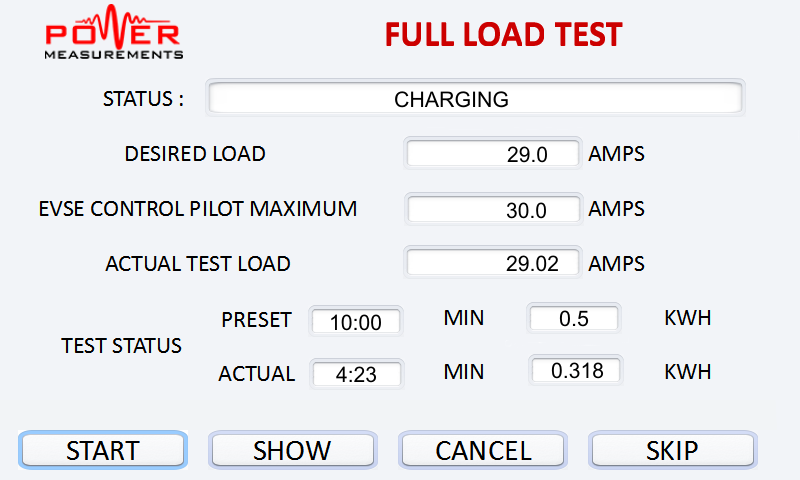 POWER
MEASUREMENTS
FULL LOAD TEST
STATUS : CHARGING
DESIRED LOAD 29.0 AMPS
EVSE CONTROL PILOT MAXIMUM 30.0 AMPS
ACTUAL TEST LOAD 29.02 AMPS
PRESET 10:00 MIN 0.5 KWH
TEST STATUS
ACTUAL 4:23 MIN 0.318 KWH
START SHOW CANCEL SKIP